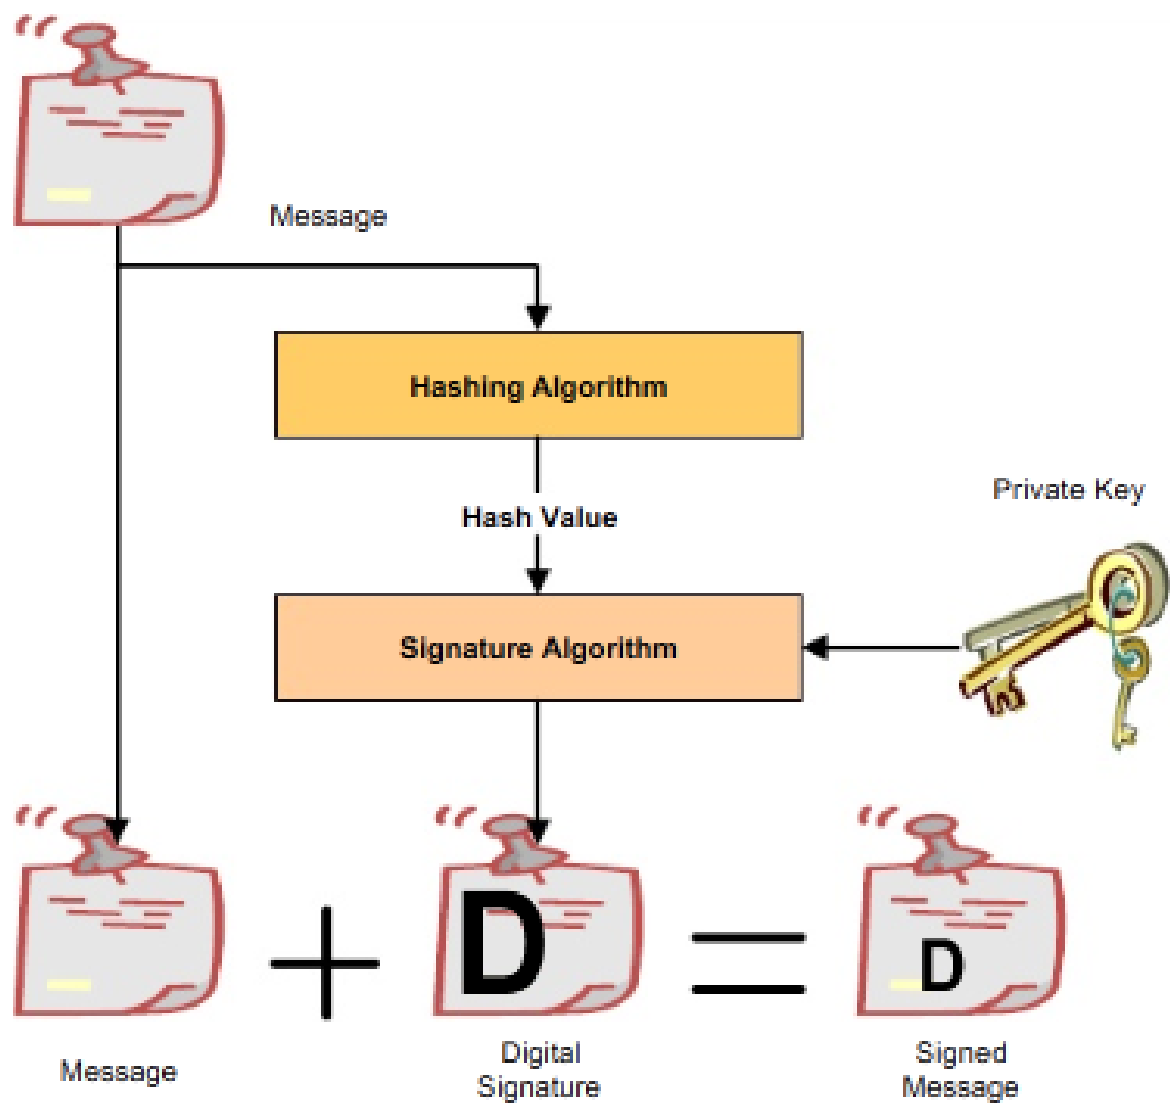 Message
Hashing Algorithm
Private Key
Hash Value
Signature Algorithm
D
D
Message
Digital
Signature
Signed
Message